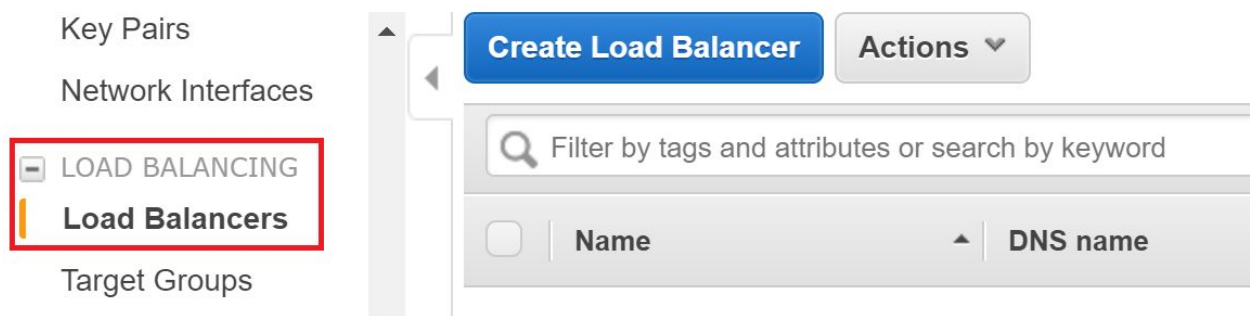 Key Pairs
Network Interfaces
LOAD BALANCING
Load Balancers
Target Groups
Create Load Balancer Actions
Filter by tags and attributes or search by keyword
Name DNS name